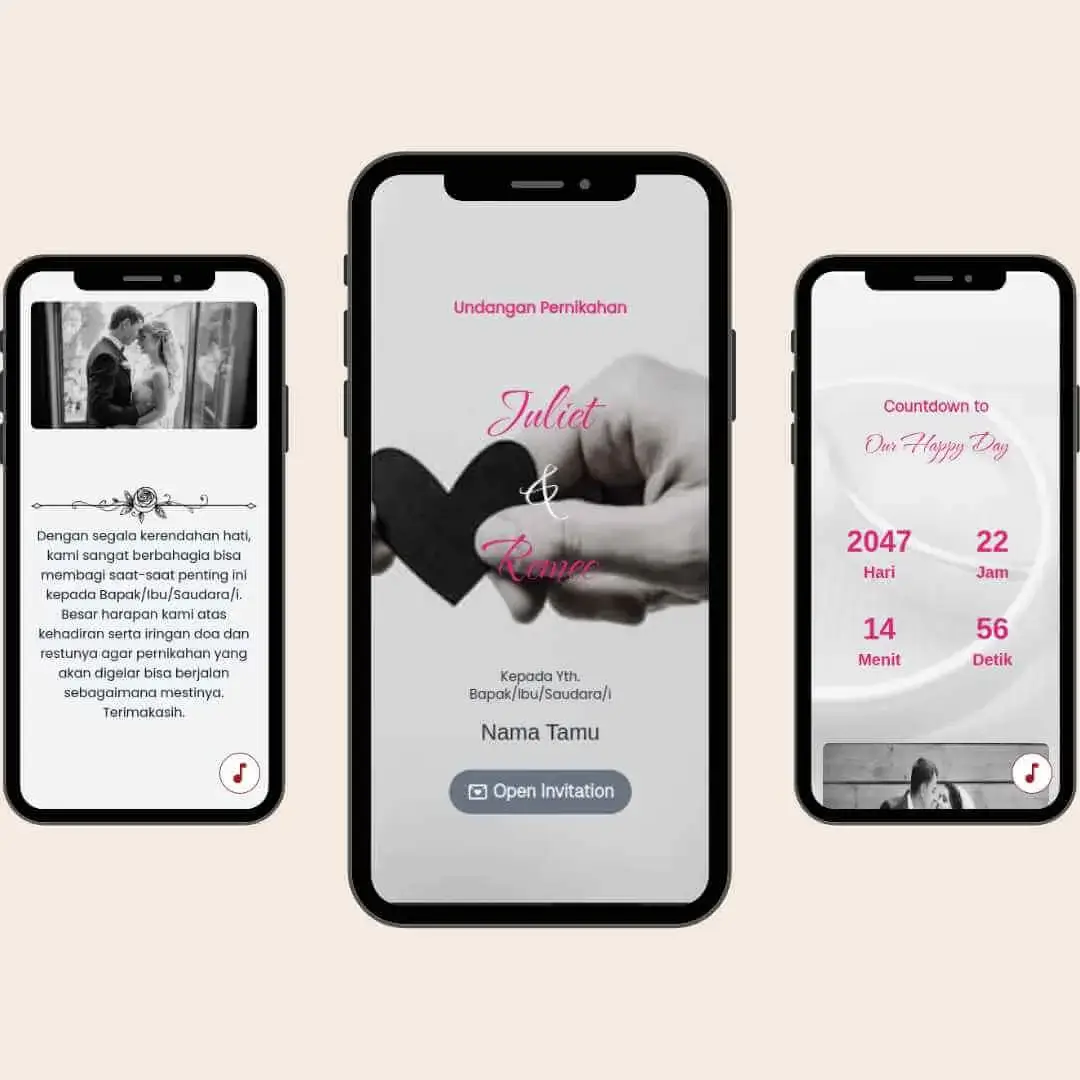 Dengan segala kerendahan hati,
kami sangat berbahagia bisa
membagi saat-saat penting ini
kepada Bapak/Ibu/Saudara/i.
Besar harapan kami atas
kehadiran serta iringan doa dan
restunya agar pernikahan yang
akan digelar bisa berjalan
sebagaimana mestinya.
Terimakasih.
Undangan Pernikahan
Juliet
&
Romeo
Kepada Yth.
Bapak/Ibu/Saudara/i
Nama Tamu
Open Invitation
Countdown to
Our Happy Day
2047 22
Hari Jam
14 56
Menit Detik